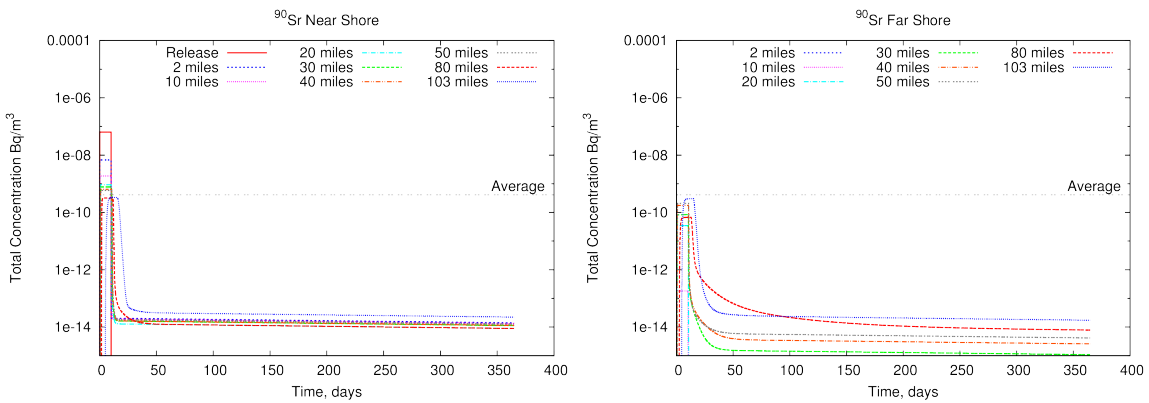 ⁹⁰Sr Near Shore
Total Concentration Bq/m³
0.0001
1e-06
1e-08
1e-10
1e-12
1e-14
Release
2 miles
10 miles
20 miles
30 miles
40 miles
50 miles
80 miles
103 miles
Average
0 50 100 150 200 250 300 350 400
Time, days
⁹⁰Sr Far Shore
Total Concentration Bq/m³
0.0001
1e-06
1e-08
1e-10
1e-12
1e-14
2 miles
10 miles
20 miles
30 miles
40 miles
50 miles
80 miles
103 miles
Average
0 50 100 150 200 250 300 350 400
Time, days